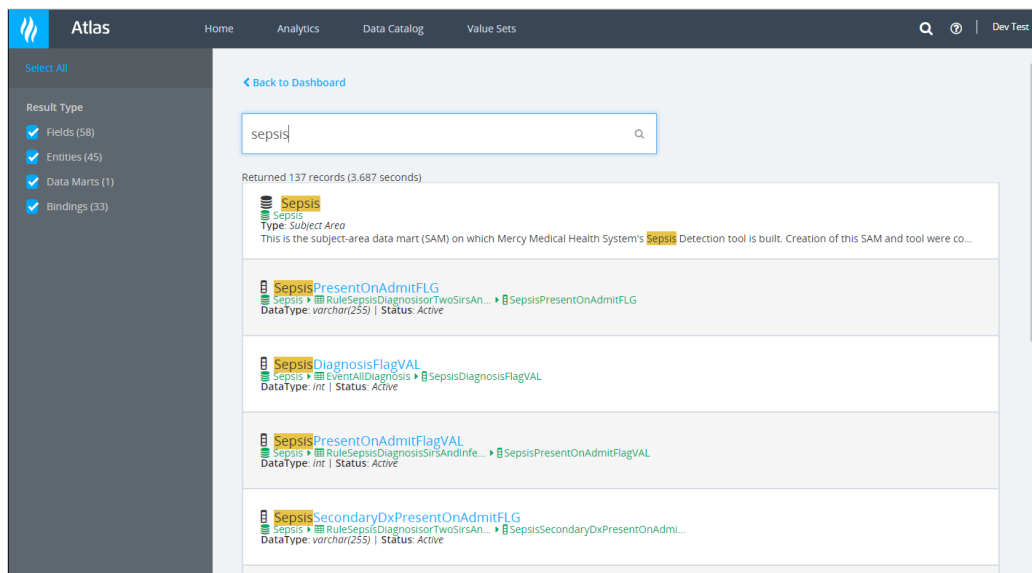 Atlas
Home Analytics Data Catalog Value Sets Dev Test
Select All
Result Type
Fields (58)
Entities (45)
Data Marts (1)
Bindings (33)
Back to Dashboard
sepsis
Returned 137 records (3.687 seconds)
Sepsis
Sepsis
Type: Subject Area
This is the subject-area data mart (SAM) on which Mercy Medical Health System's Sepsis Detection tool is built. Creation of this SAM and tool were co...
SepsisPresentOnAdmitFLG
Sepsis RuleSepsisDiagnosisorTwoSirsAn... SepsisPresentOnAdmitFLG
DataType: varchar(255) | Status: Active
SepsisDiagnosisFlagVAL
Sepsis EventAllDiagnosis SepsisDiagnosisFlagVAL
DataType: int | Status: Active
SepsisPresentOnAdmitFlagVAL
Sepsis RuleSepsisDiagnosisSirsAndInfe... SepsisPresentOnAdmitFlagVAL
DataType: int | Status: Active
SepsisSecondaryDxPresentOnAdmitFLG
Sepsis RuleSepsisDiagnosisorTwoSirsAn... SepsisSecondaryDxPresentOnAdmi...
DataType: varchar(255) | Status: Active